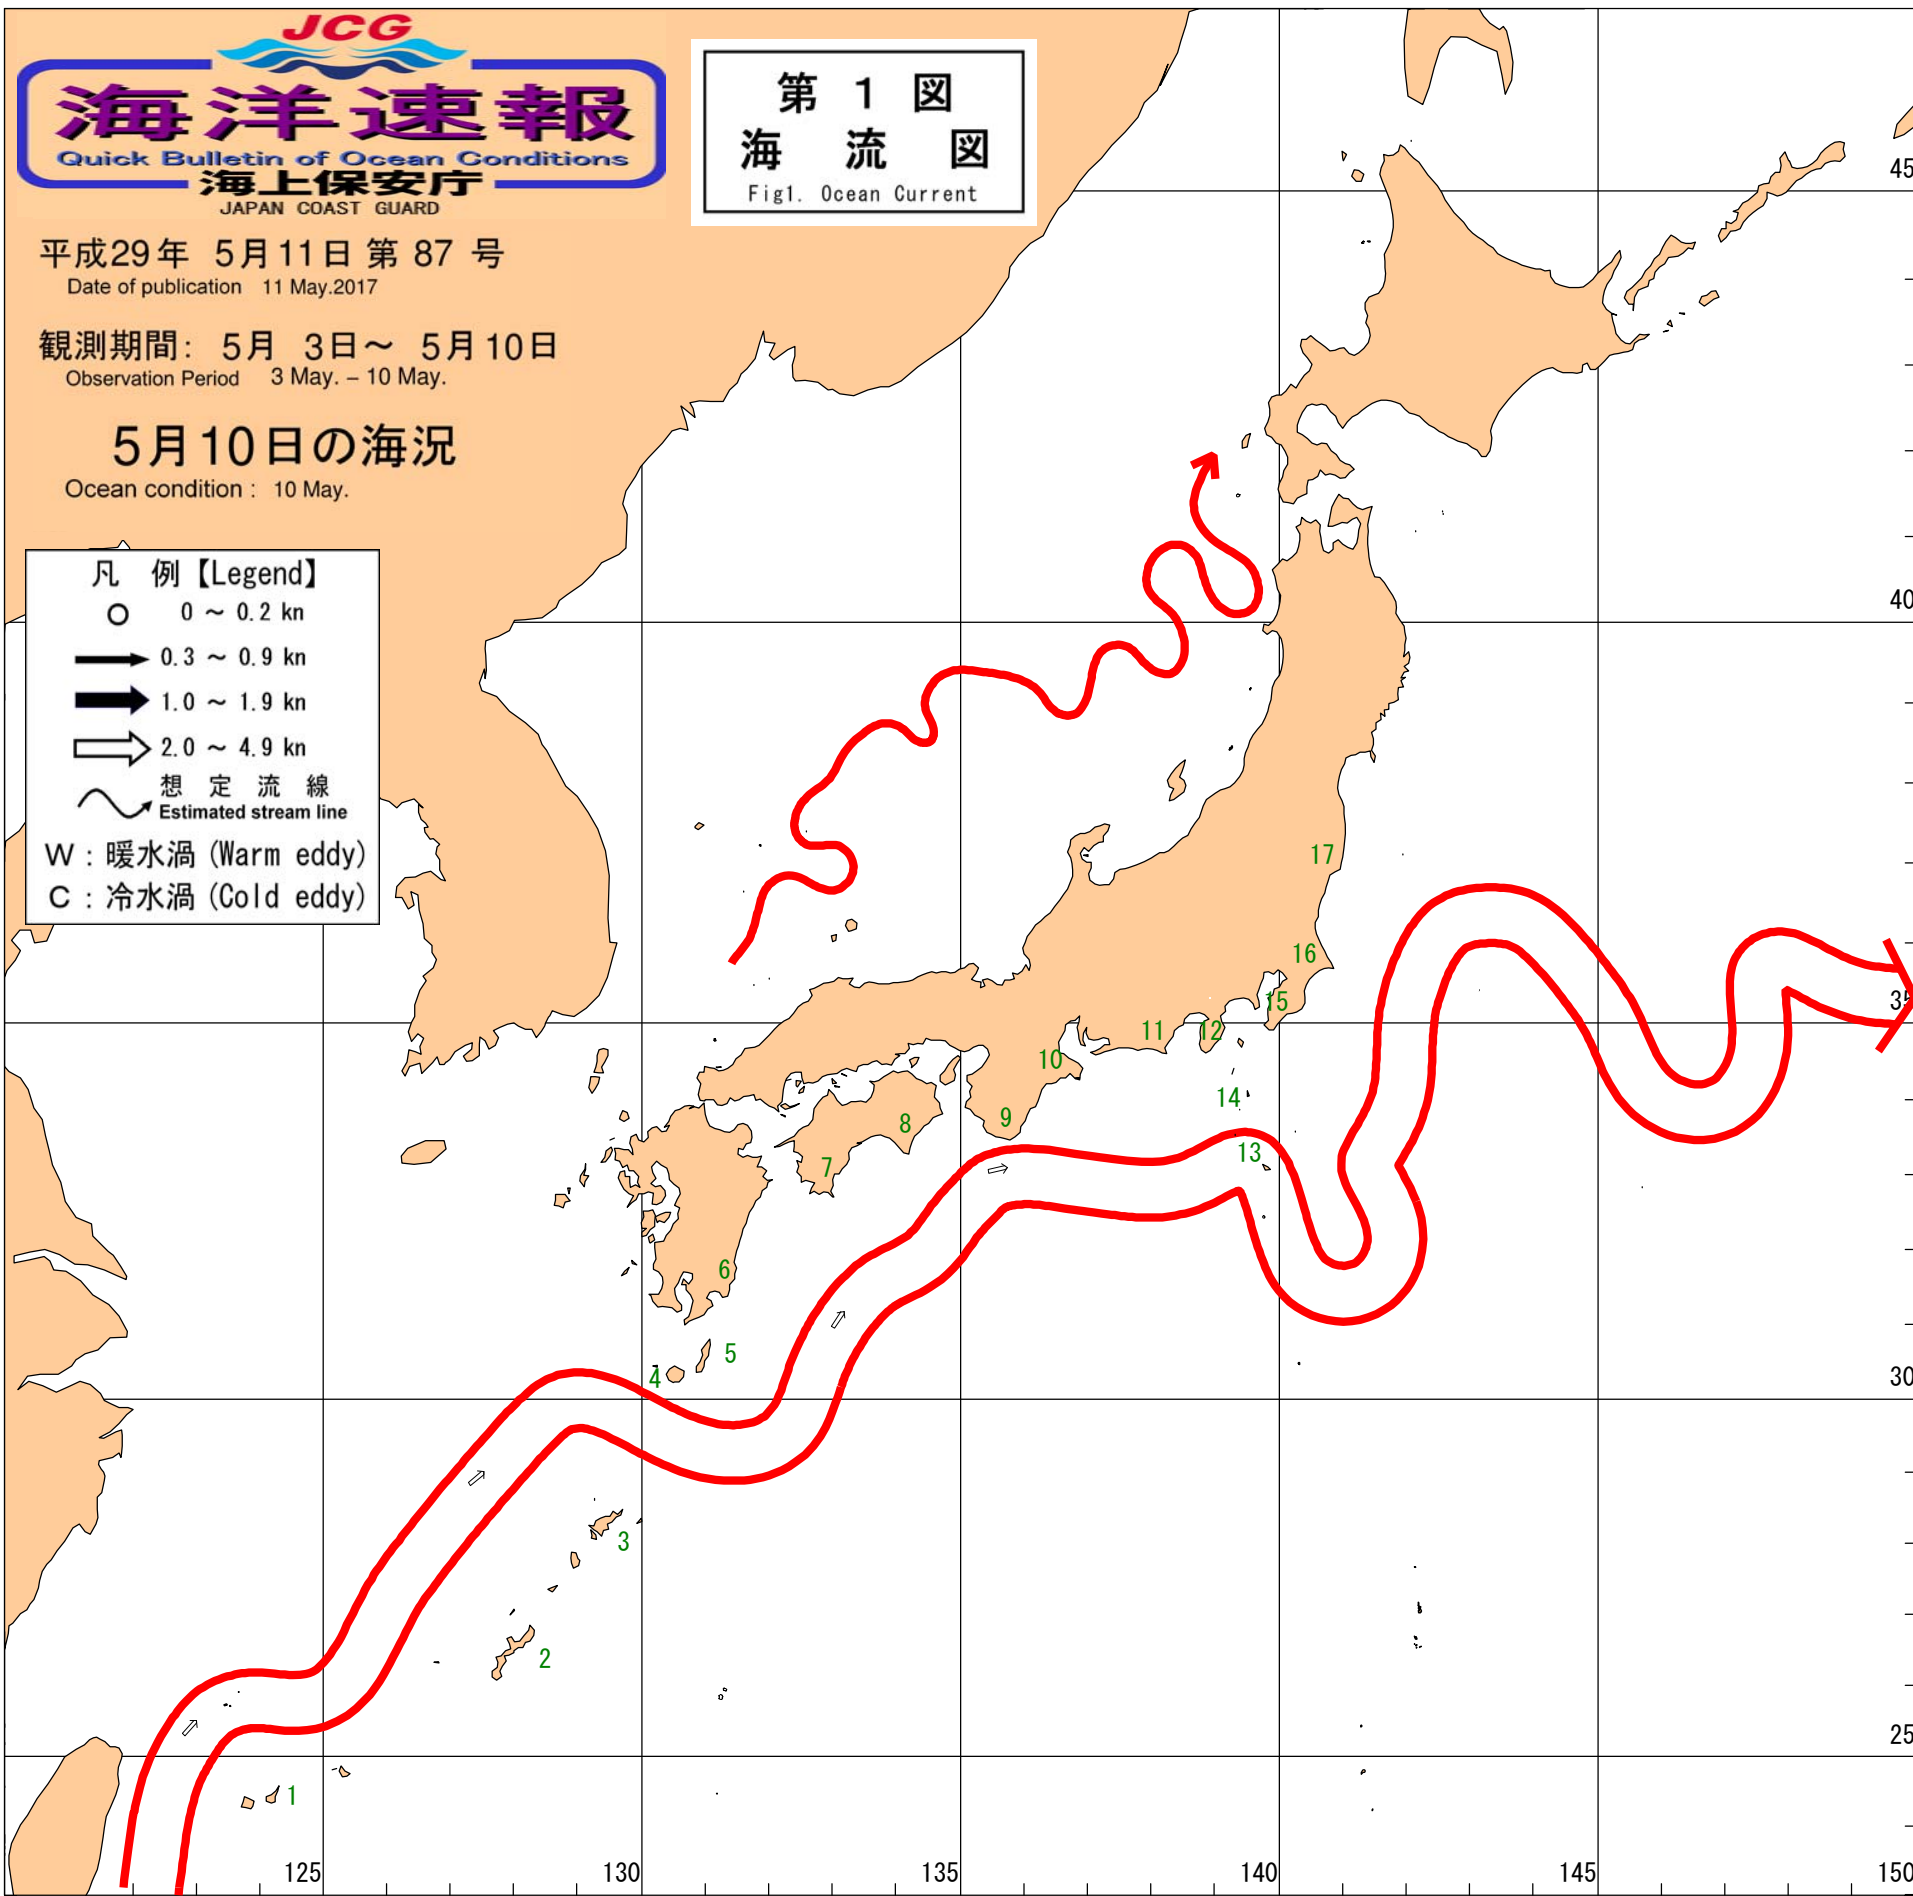 JCG
海洋速報
Quick Bulletin of Ocean Conditions
海上保安庁
JAPAN COAST GUARD
第 1 図
海 流 図
Fig1. Ocean Current
平成29年 5月11日 第 87 号
Date of publication 11 May.2017
観測期間: 5月 3日～ 5月10日
Observation Period 3 May. – 10 May.
5月10日の海況
Ocean condition : 10 May.
凡 例【Legend】
0 ～ 0.2 kn
0.3 ～ 0.9 kn
1.0 ～ 1.9 kn
2.0 ～ 4.9 kn
想 定 流 線
Estimated stream line
W : 暖水渦 (Warm eddy)
C : 冷水渦 (Cold eddy)
45
40
35
30
25
17
16
15
12
11
10
14
13
9
8
7
6
5
4
3
2
1
125
130
135
140
145
150